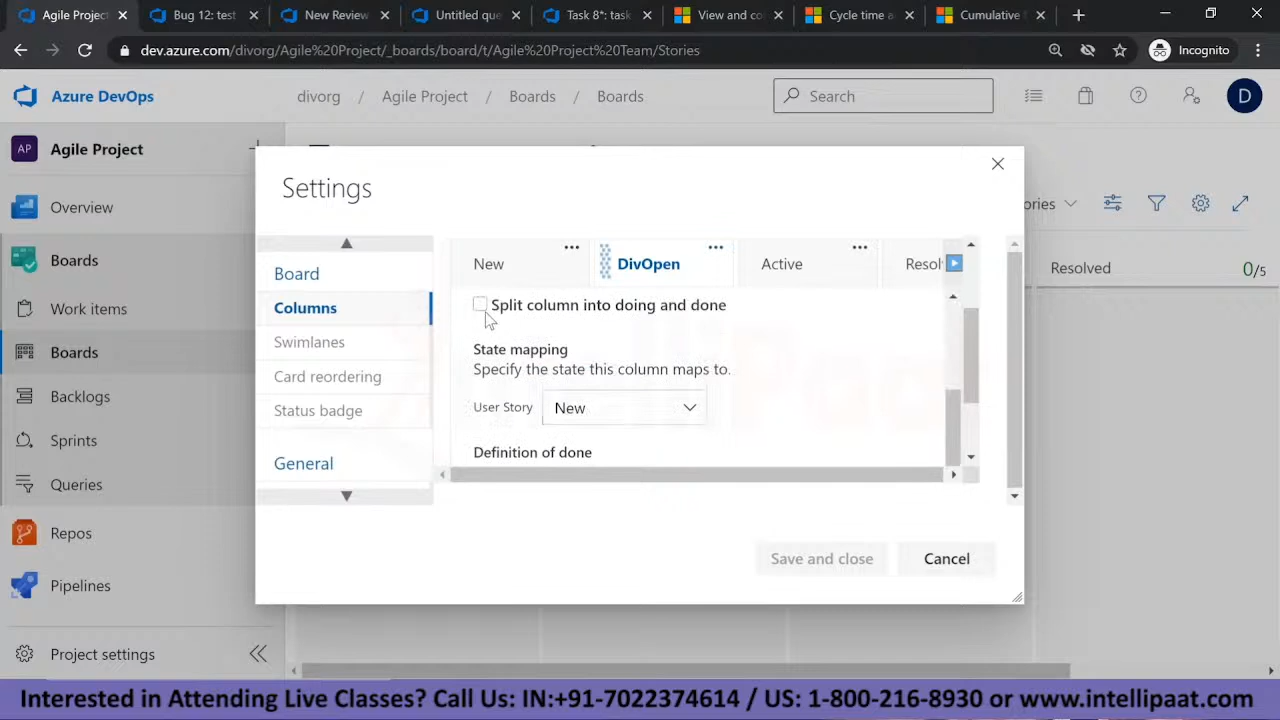 Agile Project
Bug 12: test
New Review
Untitled que
Task 8*: task
View and co
Cycle time a
Cumulative
dev.azure.com/divorg/Agile%20Project/_boards/board/t/Agile%20Project%20Team/Stories
Incognito
Azure DevOps
divorg / Agile Project / Boards / Boards
Search
D
AP Agile Project
Overview
Boards
Work items
Boards
Backlogs
Sprints
Queries
Repos
Pipelines
Project settings
Settings
Board
Columns
Swimlanes
Card reordering
Status badge
General
New
DivOpen
Active
Resol
Split column into doing and done
State mapping
Specify the state this column maps to.
User Story New
Definition of done
Save and close
Cancel
ories
Resolved 0/5
Interested in Attending Live Classes? Call Us: IN:+91-7022374614 / US: 1-800-216-8930 or www.intellipaat.com